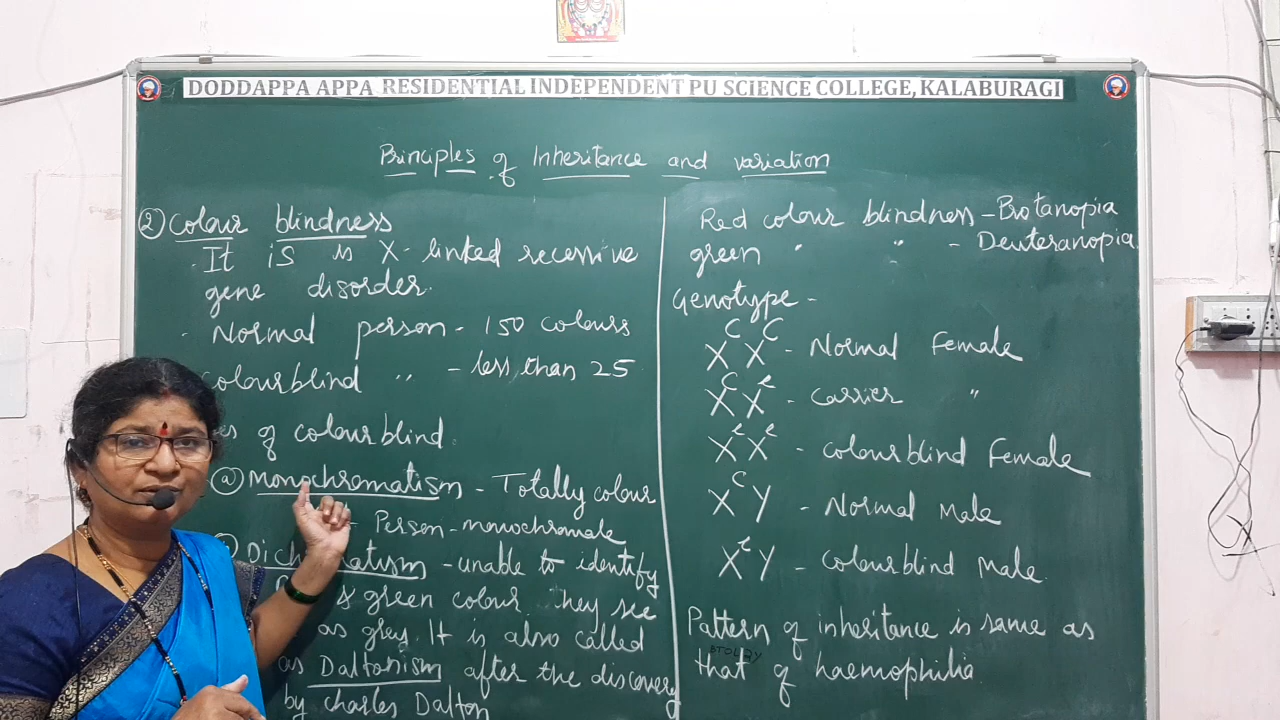 DODDAPPA APPA RESIDENTIAL INDEPENDENT PU SCIENCE COLLEGE, KALABURAGI
Principles of Inheritance and variation
② Colour blindness
- It is is X-linked recessive
gene disorder.
- Normal person - 150 colours
colourblind " - less than 25
es of colourblind.
ⓐ Monochromatism - Totally colour
- Person - monochromate
Dich matism - unable to identify
& green colour. They see
as grey. It is also called
as Daltonism after the discovery
by Charles Dalton
Red colour blindness - Protanopia
green " " - Deuteranopia
Genotype -
X^C X^C - Normal Female
X^C X^c - carrier "
X^c X^c - colourblind Female
X^C Y - Normal Male
X^c Y - colourblind Male
Pattern of inheritance is same as
that of haemophilia.